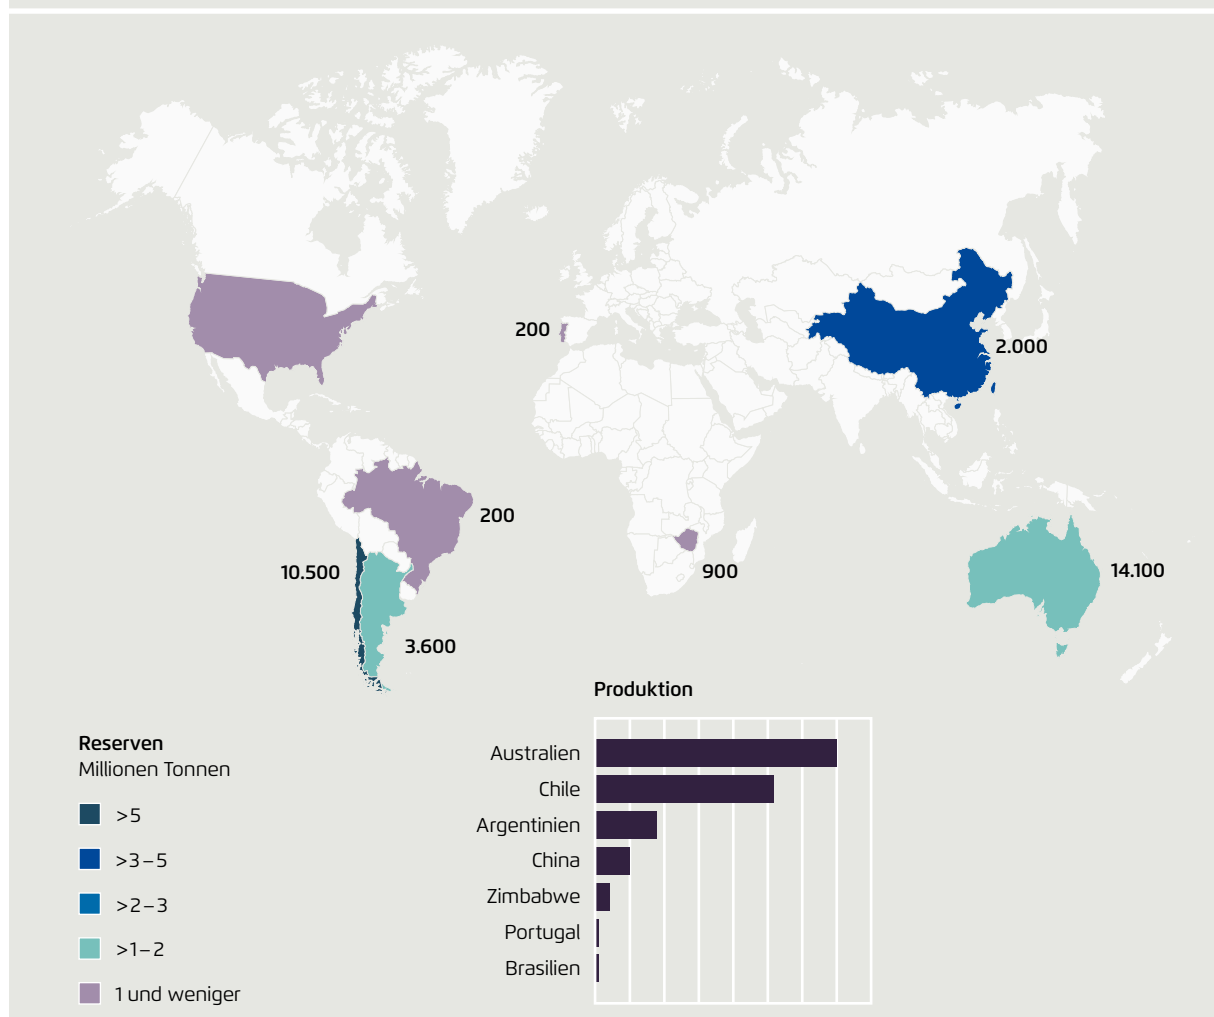 200
2.000
200
10.500
900
14.100
3.600
Produktion
Reserven
Millionen Tonnen
>5
>3–5
>2–3
>1–2
1 und weniger
Australien
Chile
Argentinien
China
Zimbabwe
Portugal
Brasilien